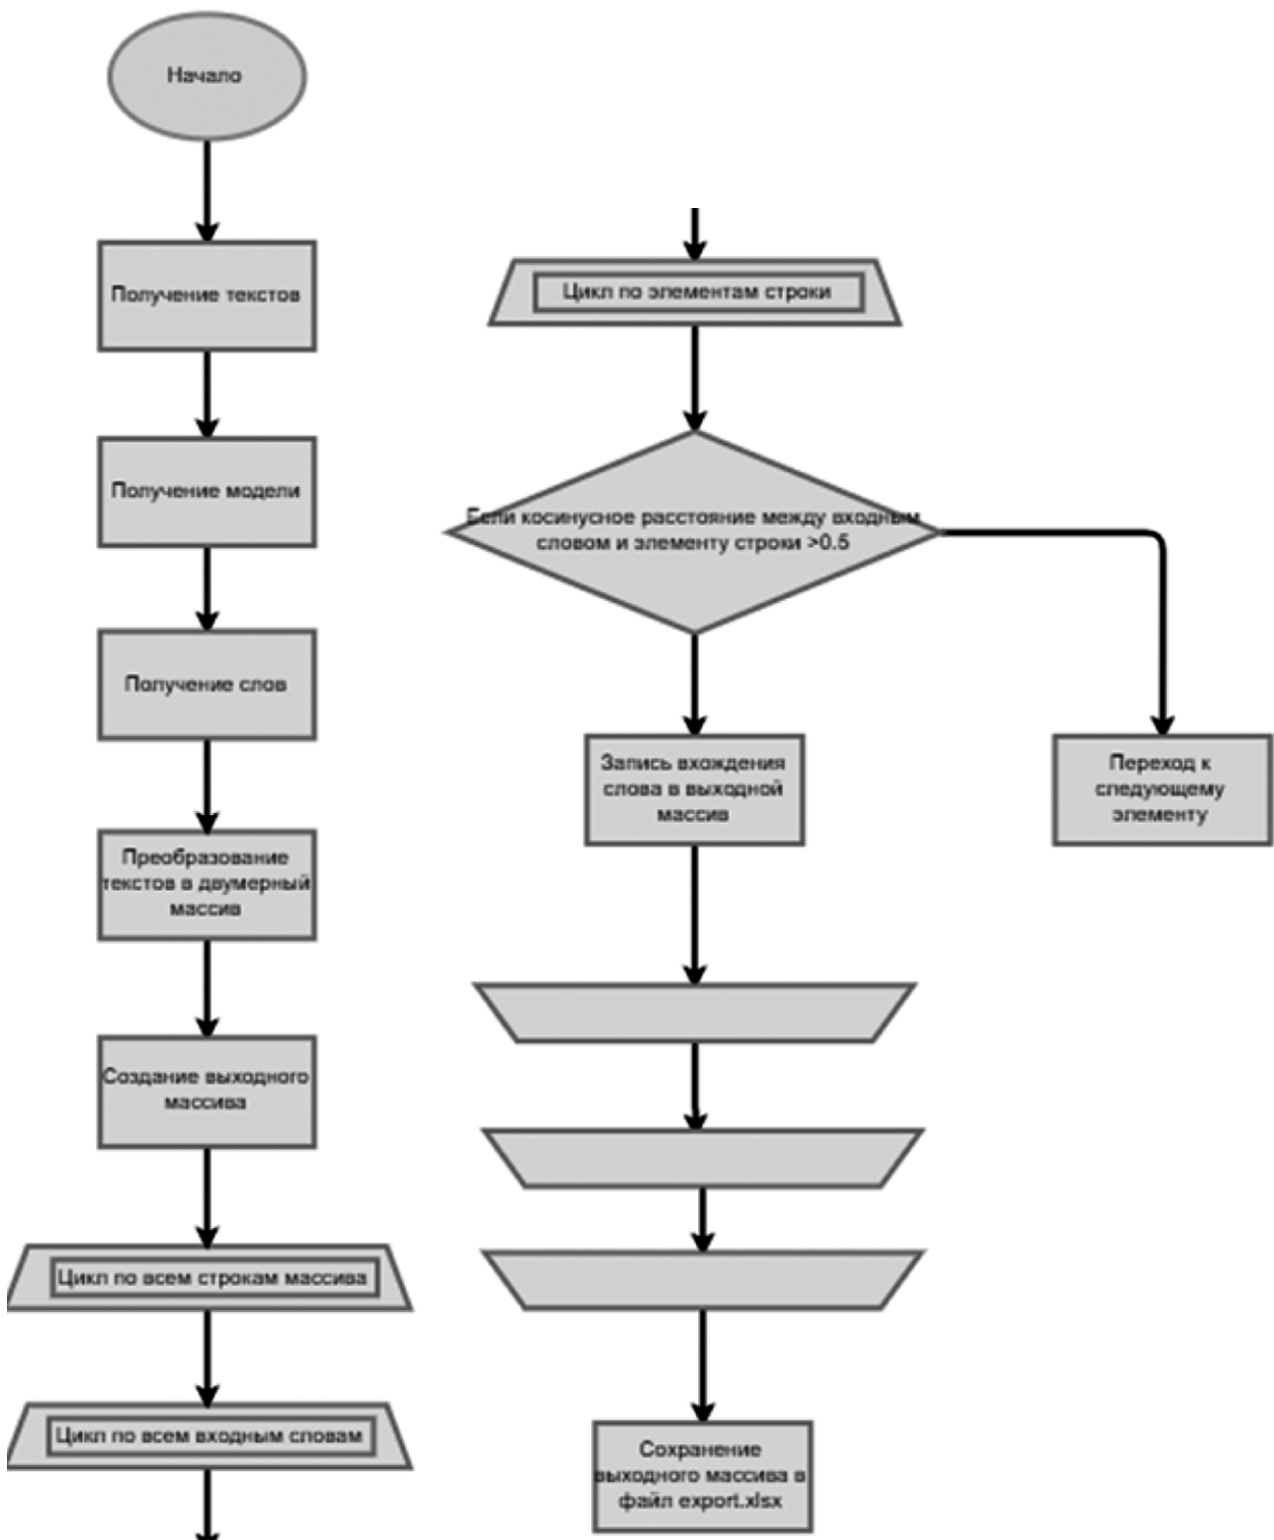 Начало
Получение текстов
Получение модели
Получение слов
Преобразование
текстов в двумерный
массив
Создание выходного
массива
Цикл по всем строкам массива
Цикл по всем входным словам
Цикл по элементам строки
Если косинусное расстояние между входным
словом и элементу строки >0.5
Запись вхождения
слова в выходной
массив
Переход к
следующему
элементу
Сохранение
выходного массива в
файл export.xlsx